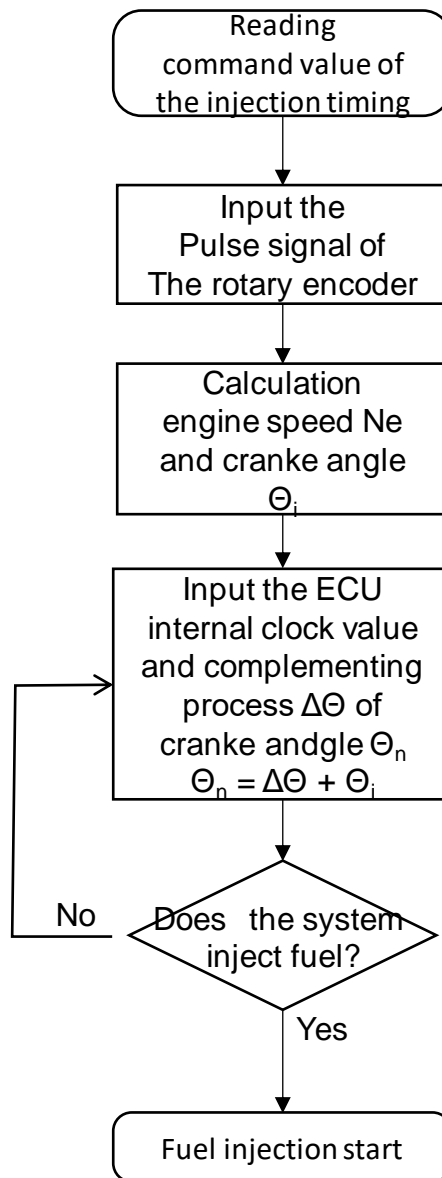 Reading
command value of
the injection timing
Input the
Pulse signal of
The rotary encoder
Calculation
engine speed Ne
and cranke angle
Θi
Input the ECU
internal clock value
and complementing
process ΔΘ of
cranke andgle Θn
Θn = ΔΘ + Θi
No
Does the system
inject fuel?
Yes
Fuel injection start